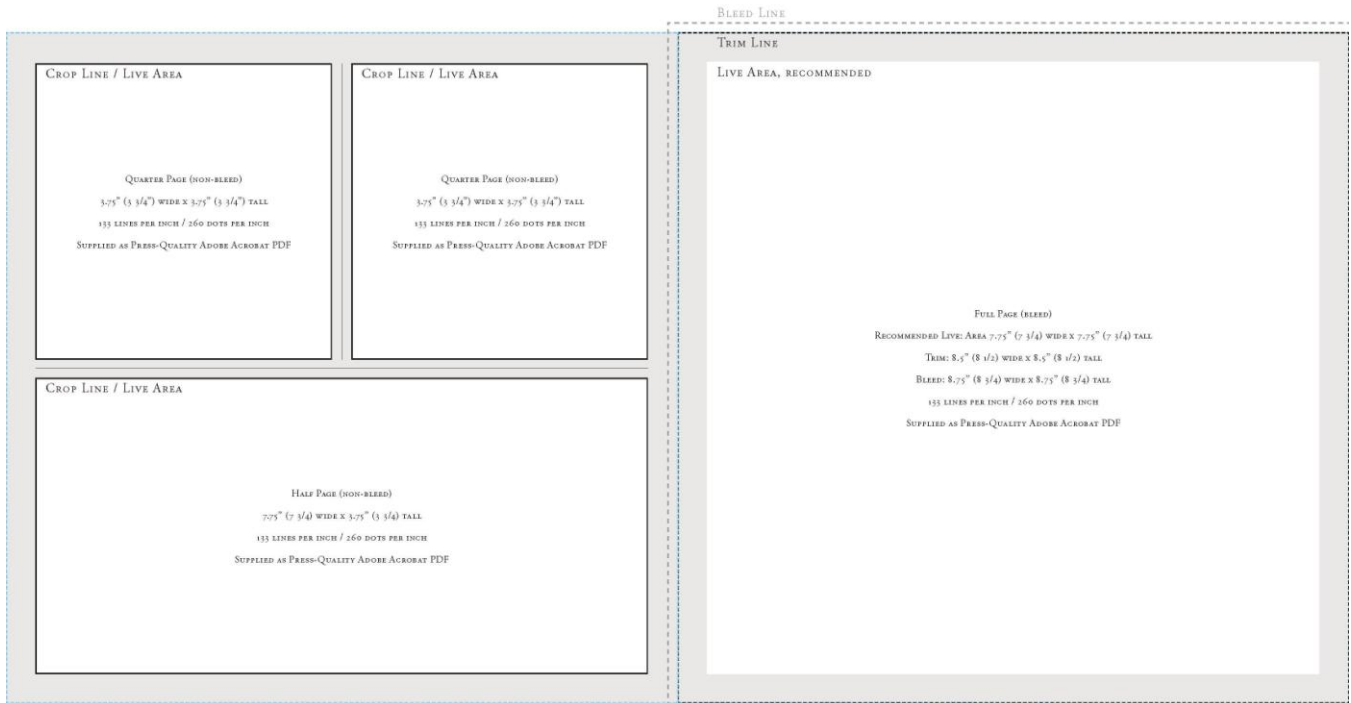 Bleed Line
Trim Line
Live Area, recommended
Crop Line / Live Area
Quarter Page (non-bleed)
3.75" (3 3/4") wide x 3.75" (3 3/4") tall
133 lines per inch / 260 dots per inch
Supplied as Press-Quality Adobe Acrobat PDF
Crop Line / Live Area
Quarter Page (non-bleed)
3.75" (3 3/4") wide x 3.75" (3 3/4") tall
133 lines per inch / 260 dots per inch
Supplied as Press-Quality Adobe Acrobat PDF
Crop Line / Live Area
Half Page (non-bleed)
7.75" (7 3/4) wide x 3.75" (3 3/4) tall
133 lines per inch / 260 dots per inch
Supplied as Press-Quality Adobe Acrobat PDF
Full Page (bleed)
Recommended Live: Area 7.75" (7 3/4) wide x 7.75" (7 3/4) tall
Trim: 8.5" (8 1/2) wide x 8.5" (8 1/2) tall
Bleed: 8.75" (8 3/4) wide x 8.75" (8 3/4) tall
133 lines per inch / 260 dots per inch
Supplied as Press-Quality Adobe Acrobat PDF